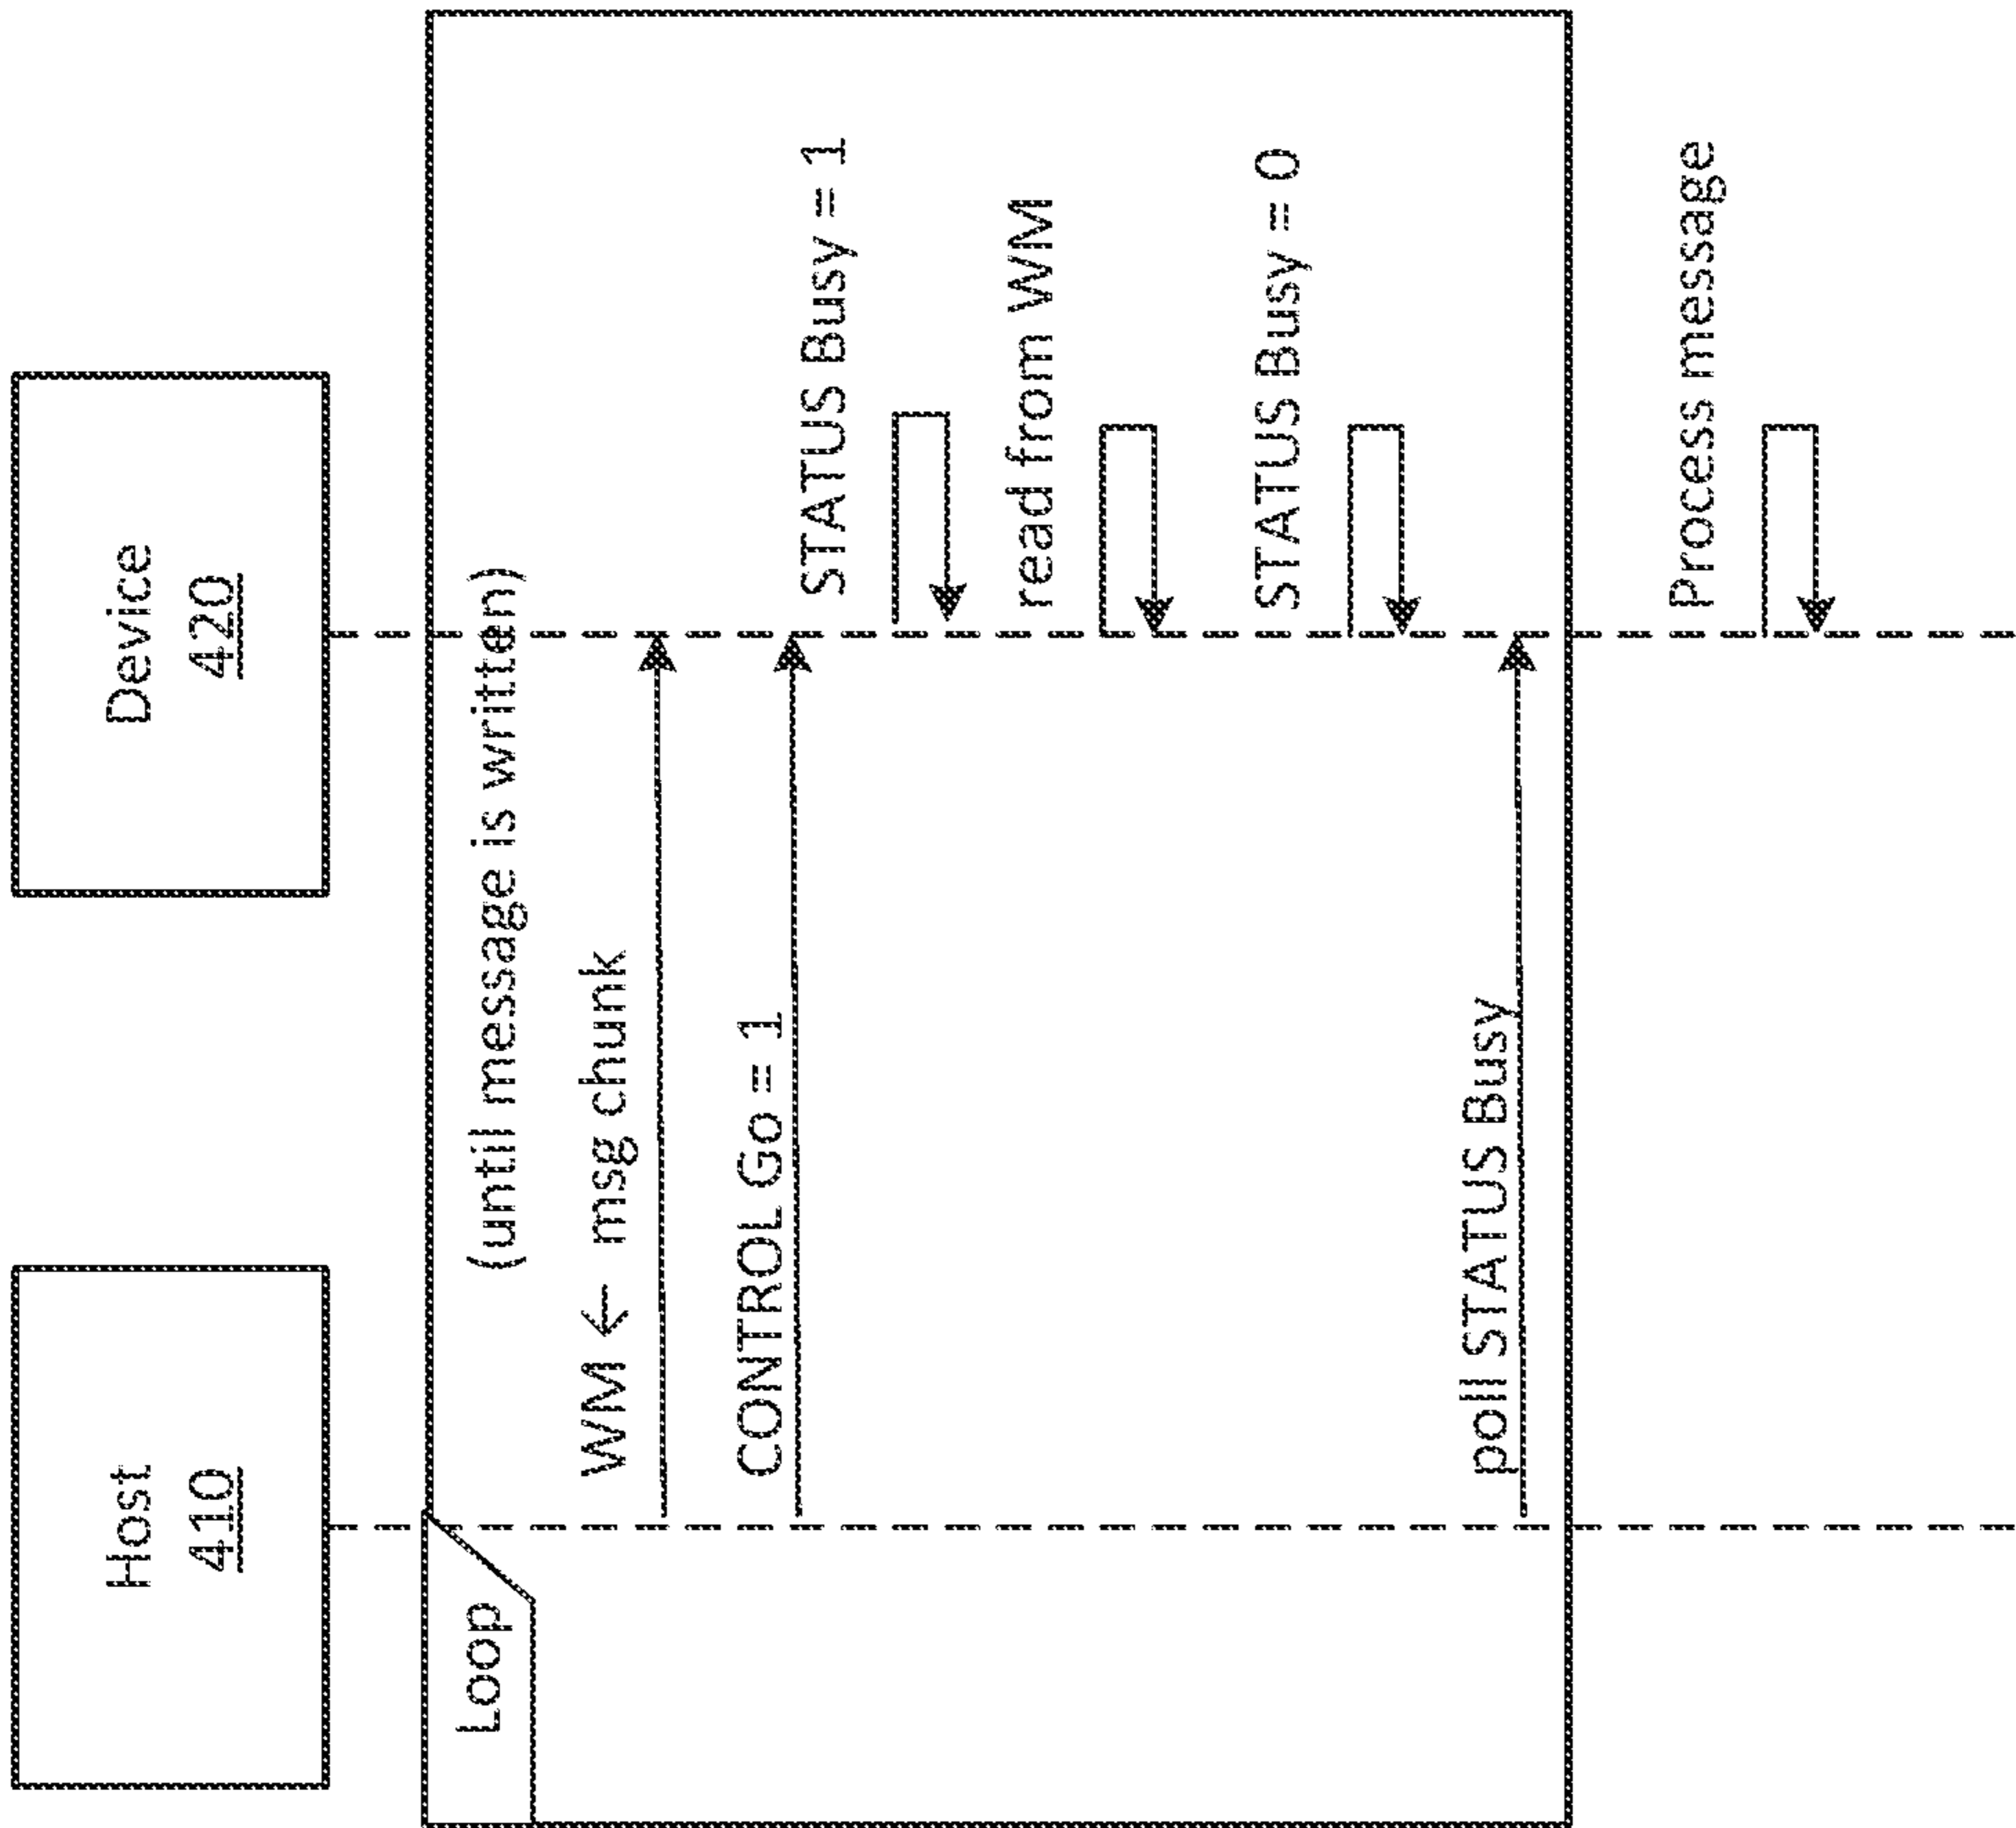 Host
410
Device
420
Loop
(until message is written)
WM ← msg chunk
CONTROL Go = 1
STATUS Busy = 1
read from WM
STATUS Busy = 0
poll STATUS Busy
Process message